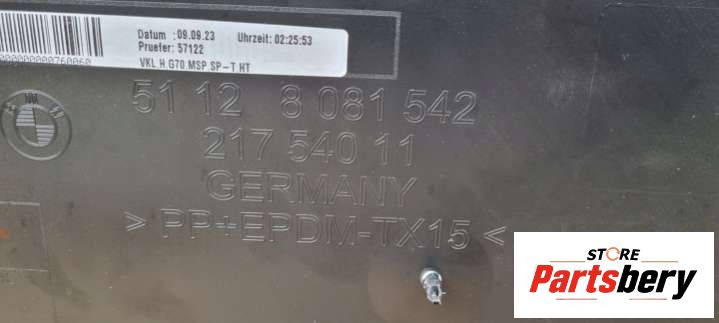 Datum : 09.09.23 Uhrzeit: 02:25:53
Pruefer: 57122
VKL H G70 MSP SP-T HT
BMW
51 12 8 081 542
217 540 11
GERMANY
> PP+EPDM-TX15 <
STORE
Partsbery